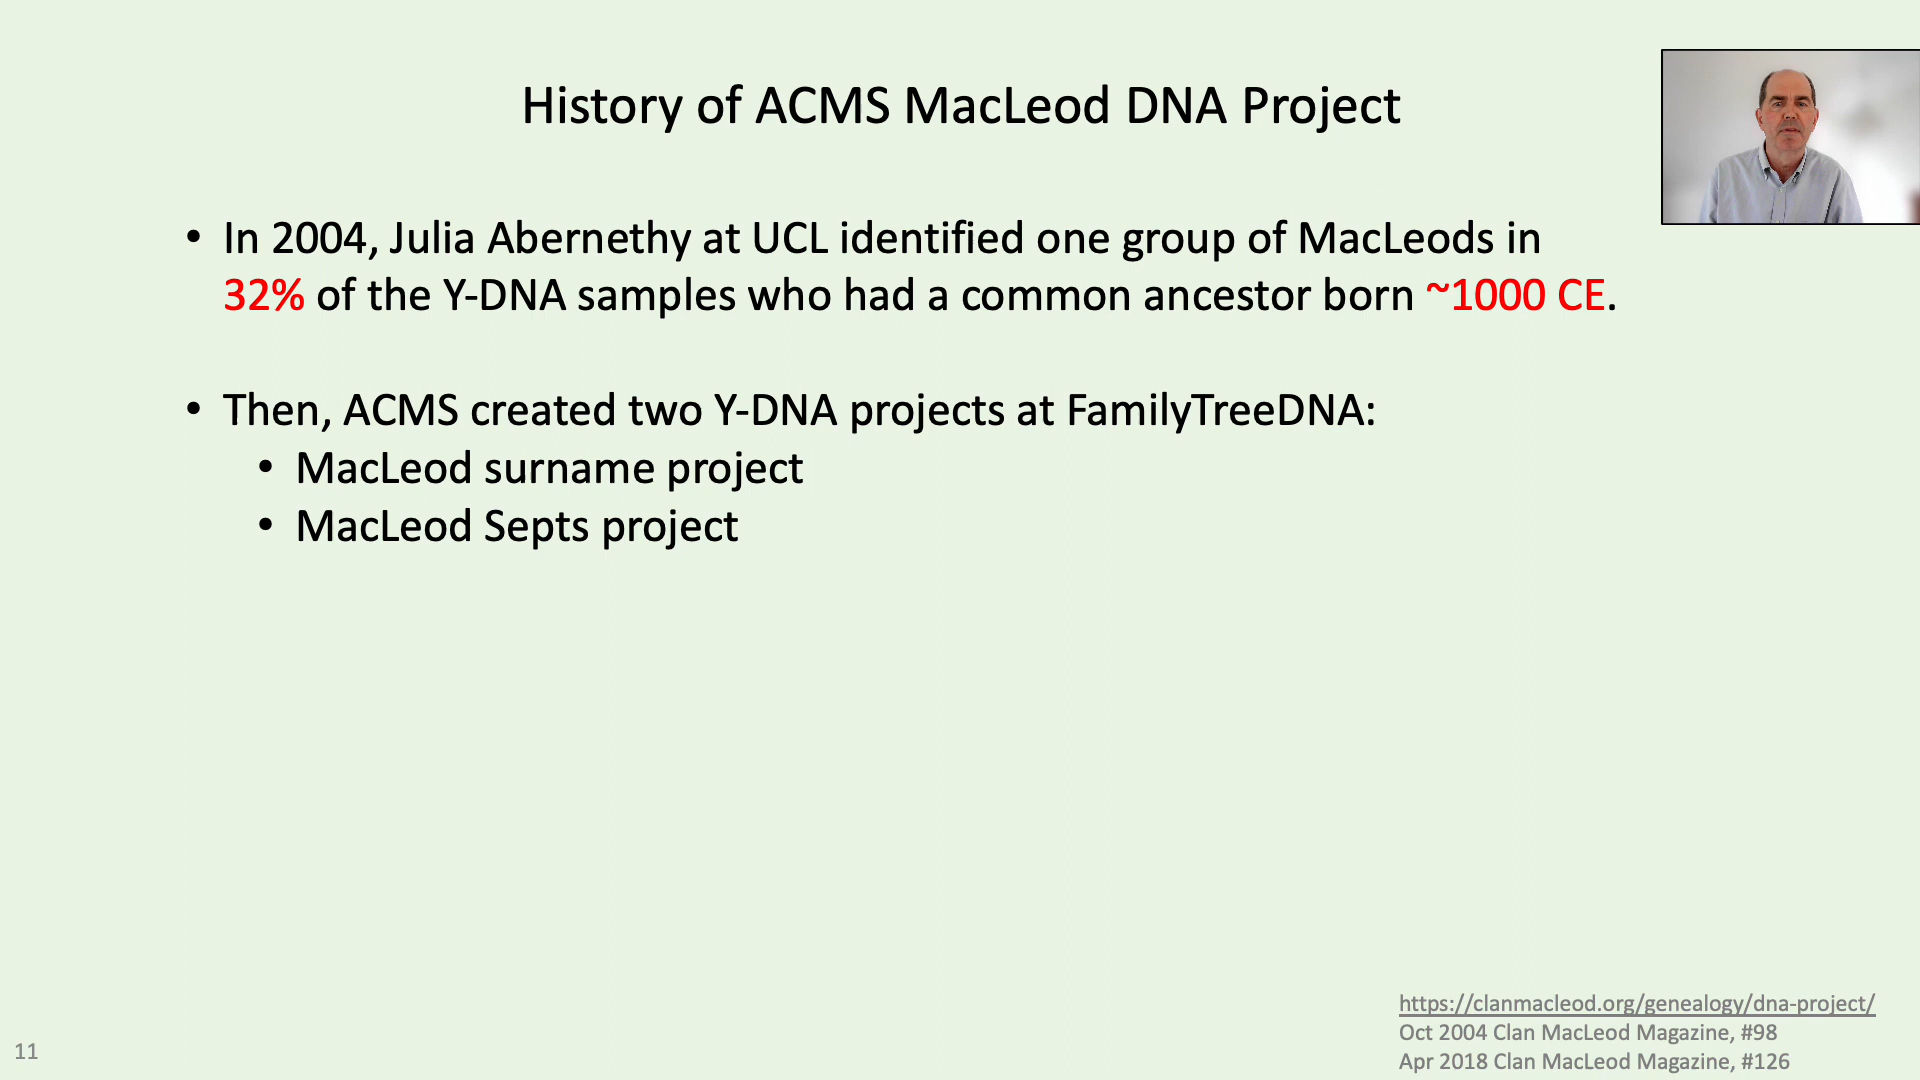 History of ACMS MacLeod DNA Project
• In 2004, Julia Abernethy at UCL identified one group of MacLeods in
32% of the Y-DNA samples who had a common ancestor born ~1000 CE.
• Then, ACMS created two Y-DNA projects at FamilyTreeDNA:
• MacLeod surname project
• MacLeod Septs project
https://clanmacleod.org/genealogy/dna-project/
Oct 2004 Clan MacLeod Magazine, #98
Apr 2018 Clan MacLeod Magazine, #126
11